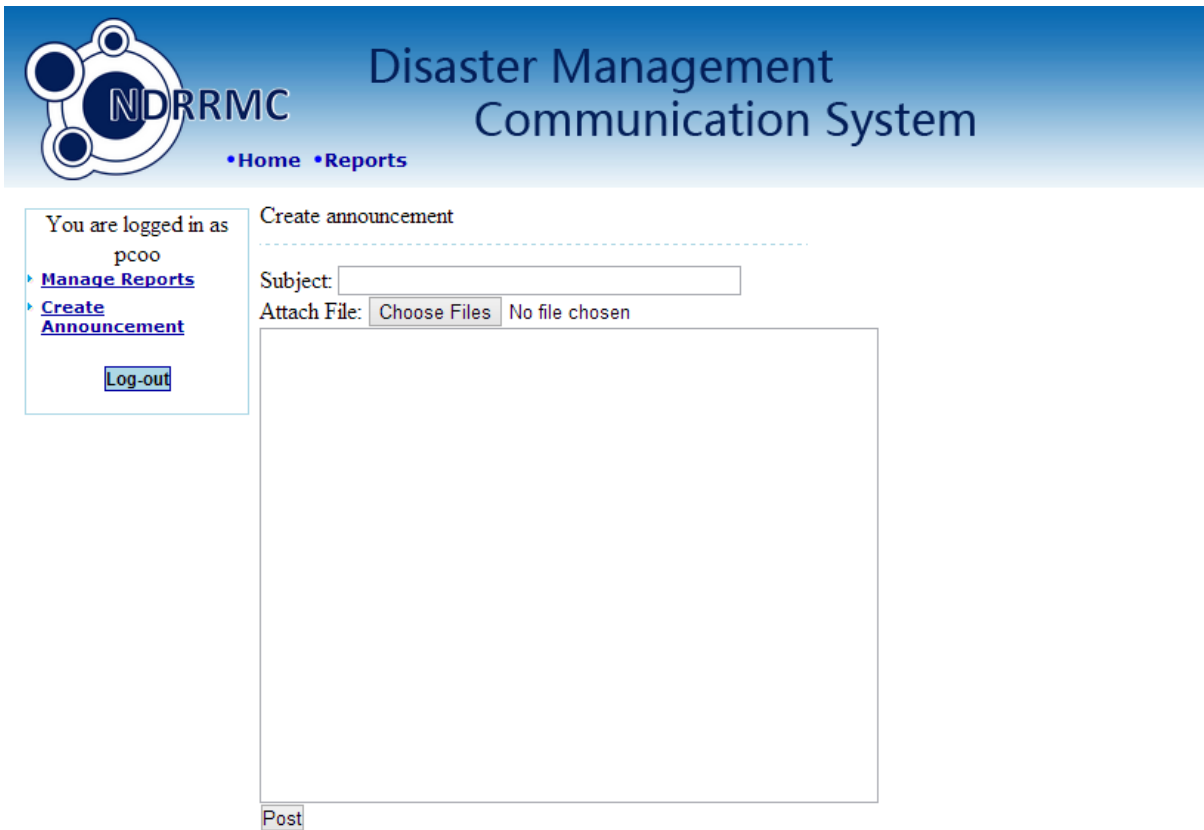 NDRRMC
Disaster Management
Communication System
•Home •Reports
You are logged in as
pcoo
Manage Reports
Create
Announcement
Log-out
Create announcement
Subject:
Attach File: Choose Files No file chosen
Post